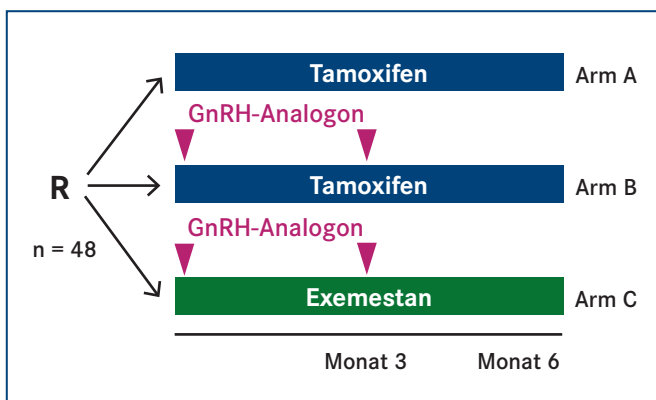 Tamoxifen Arm A
GnRH-Analogon
R
Tamoxifen Arm B
GnRH-Analogon
n = 48
Exemestan Arm C
Monat 3 Monat 6